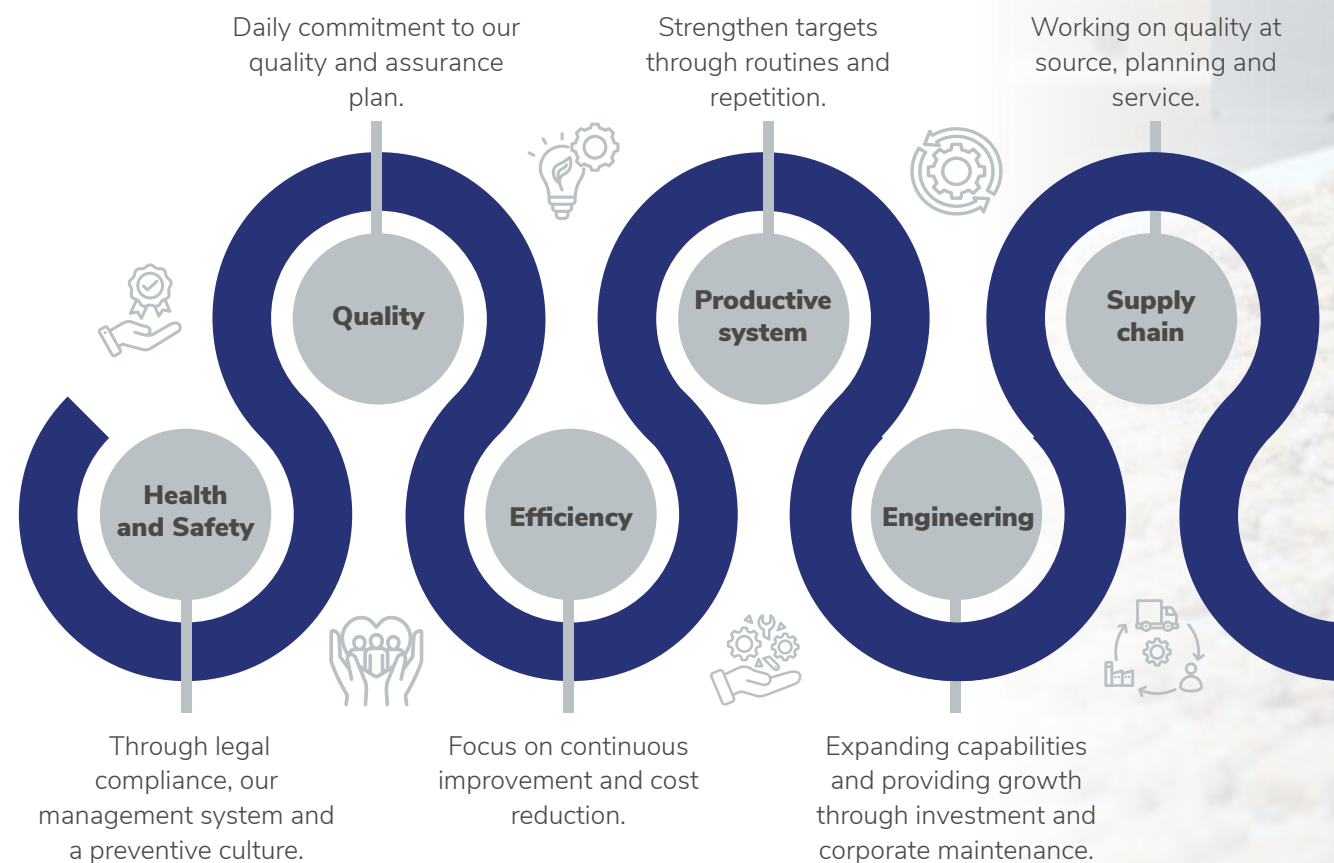 Daily commitment to our
quality and assurance
plan.
Strengthen targets
through routines and
repetition.
Working on quality at
source, planning and
service.
Quality
Productive
system
Supply
chain
Health
and Safety
Efficiency
Engineering
Through legal
compliance, our
management system and
a preventive culture.
Focus on continuous
improvement and cost
reduction.
Expanding capabilities
and providing growth
through investment and
corporate maintenance.